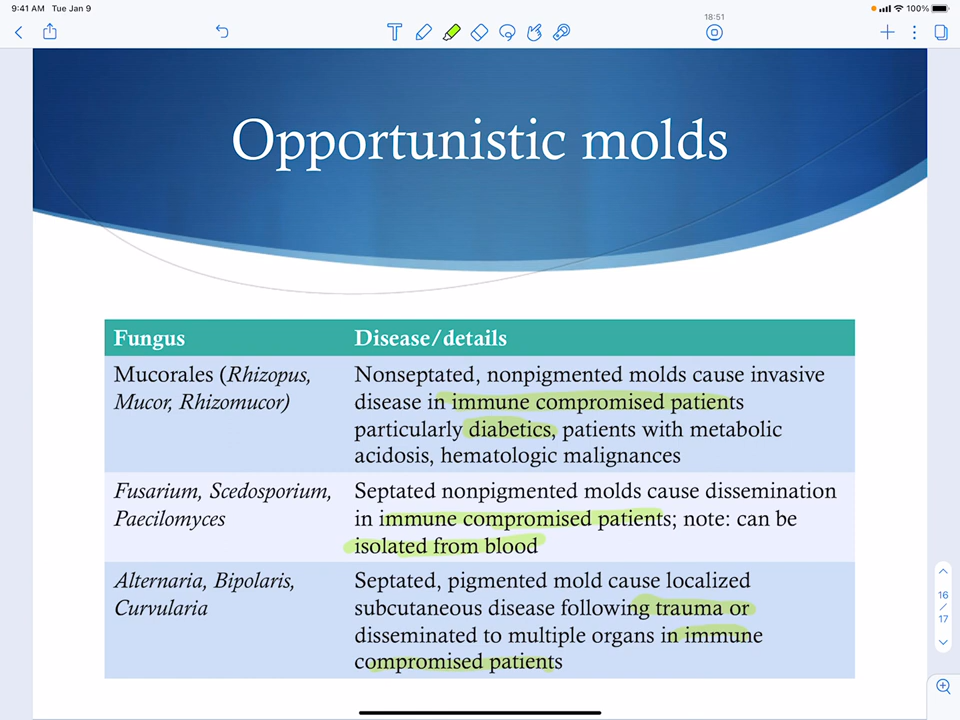 9:41 AM Tue Jan 9
100%
18:51
Opportunistic molds
Fungus Disease/details
Mucorales (Rhizopus, Mucor, Rhizomucor)
Nonseptated, nonpigmented molds cause invasive
disease in immune compromised patients
particularly diabetics, patients with metabolic
acidosis, hematologic malignances
Fusarium, Scedosporium,
Paecilomyces
Septated nonpigmented molds cause dissemination
in immune compromised patients; note: can be
isolated from blood
Alternaria, Bipolaris,
Curvularia
Septated, pigmented mold cause localized
subcutaneous disease following trauma or
disseminated to multiple organs in immune
compromised patients
16
/
17